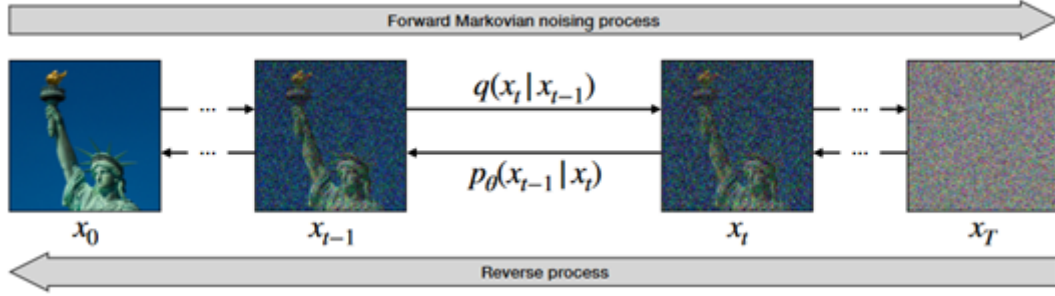 Forward Markovian noising process
... q(x_t|x_{t-1}) ...
... p_θ(x_{t-1}|x_t) ...
x_0 x_{t-1} x_t x_T
Reverse process